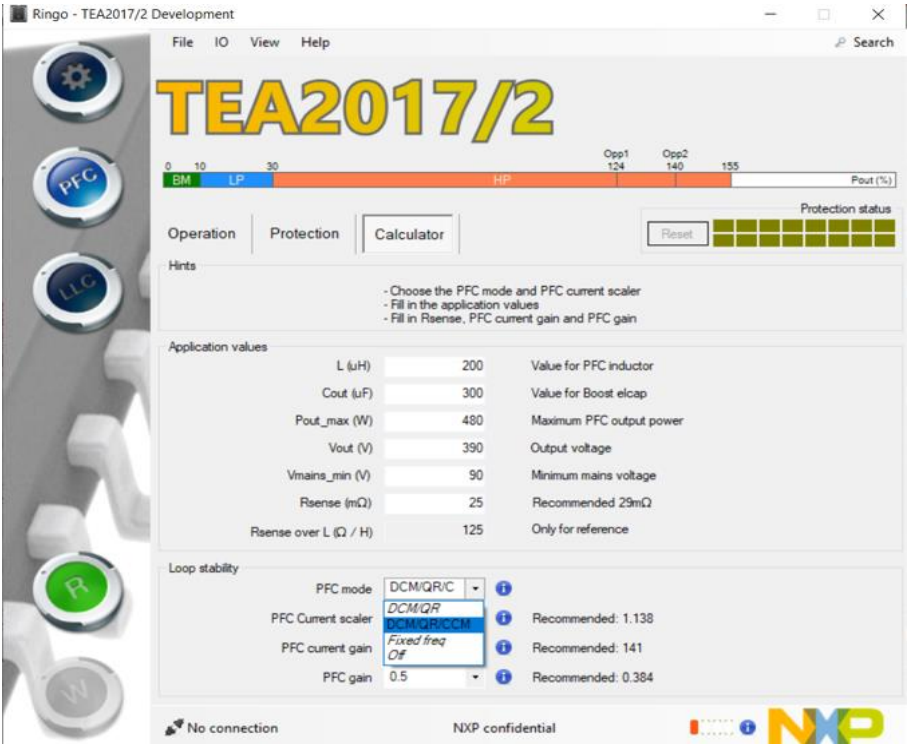 Ringo - TEA2017/2 Development
File IO View Help Search
TEA2017/2
Opp1 Opp2
0 10 30 124 140 155
BM LP HP Pout (%)
Protection status
PFC
Operation Protection Calculator Reset
Hints
LLC
- Choose the PFC mode and PFC current scaler
- Fill in the application values
- Fill in Rsense, PFC current gain and PFC gain
Application values
L (uH) 200 Value for PFC inductor
Cout (uF) 300 Value for Boost elcap
Pout_max (W) 480 Maximum PFC output power
Vout (V) 390 Output voltage
Vmains_min (V) 90 Minimum mains voltage
Rsense (mΩ) 25 Recommended 29mΩ
Rsense over L (Ω / H) 125 Only for reference
Loop stability
PFC mode DCM/QR/C
R
DCM/QR
PFC Current scaler DCM/QR/CCM Recommended: 1.138
Fixed freq
PFC current gain Off Recommended: 141
PFC gain 0.5 Recommended: 0.384
W
No connection NXP confidential NXP